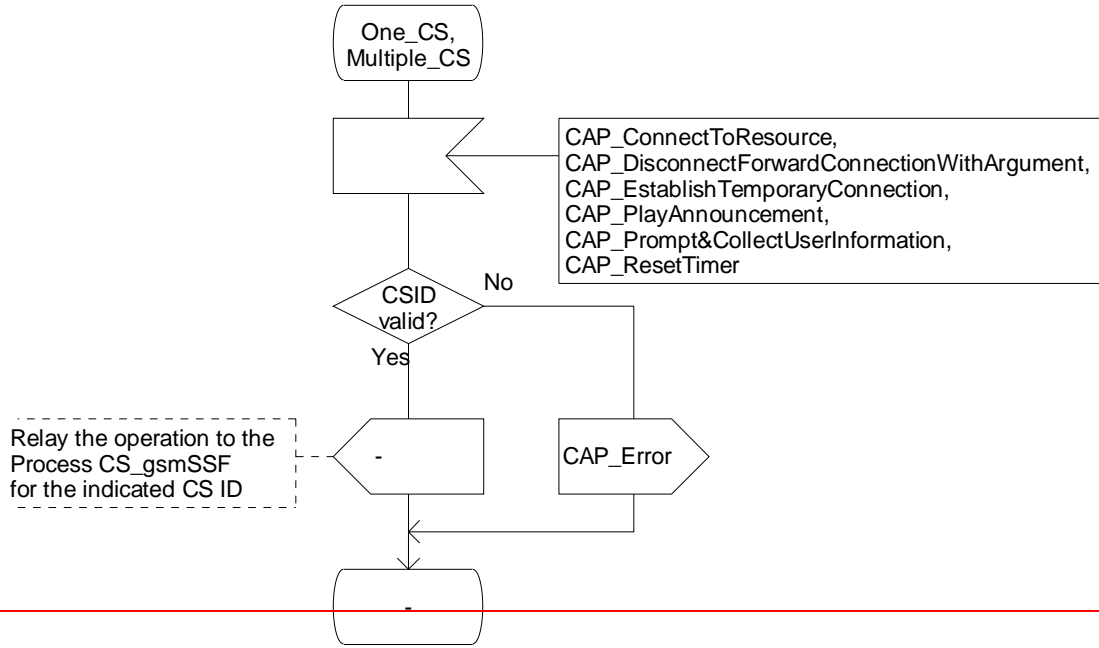 One_CS,
Multiple_CS
CAP_ConnectToResource,
CAP_DisconnectForwardConnectionWithArgument,
CAP_EstablishTemporaryConnection,
CAP_PlayAnnouncement,
CAP_Prompt&CollectUserInformation,
CAP_ResetTimer
CSID
valid?
No
Yes
Relay the operation to the
Process CS_gsmSSF
for the indicated CS ID
-
CAP_Error
-